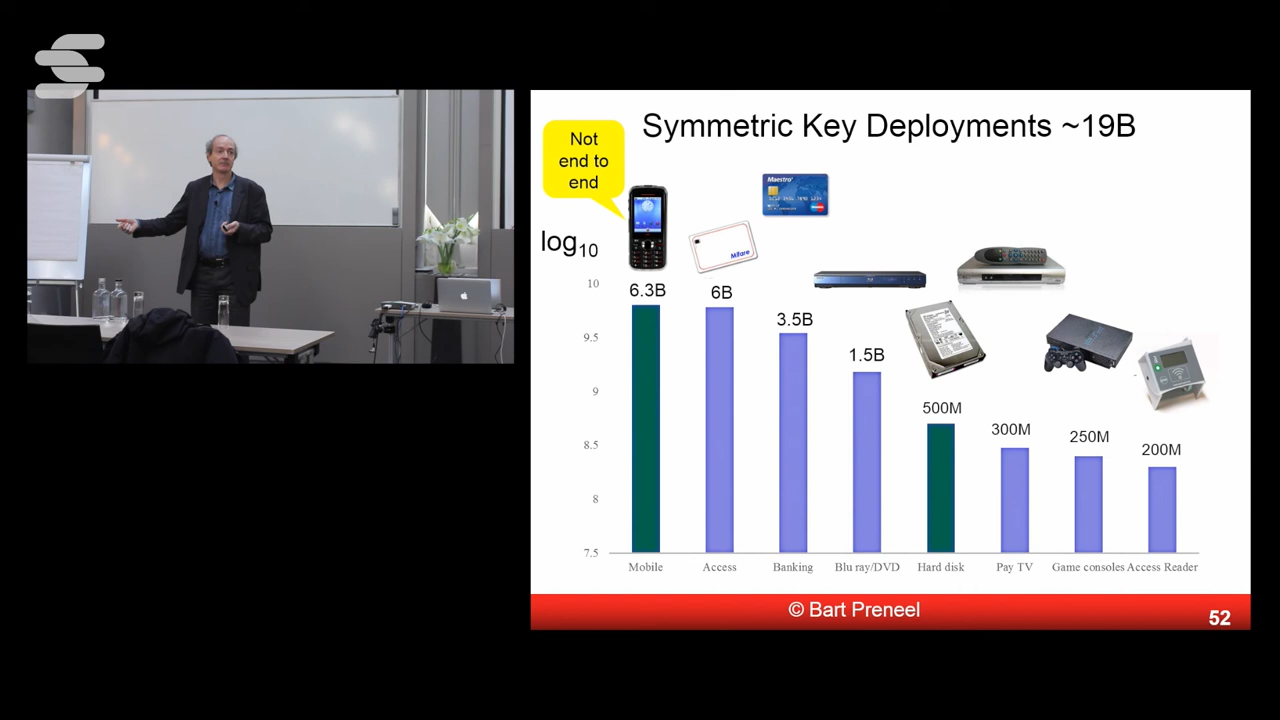 Symmetric Key Deployments ~19B
Not
end to
end
Maestro
Mifare
log10
10
9.5
9
8.5
8
7.5
6.3B
6B
3.5B
1.5B
500M
300M
250M
200M
Mobile
Access
Banking
Blu ray/DVD
Hard disk
Pay TV
Game consoles
Access Reader
© Bart Preneel
52